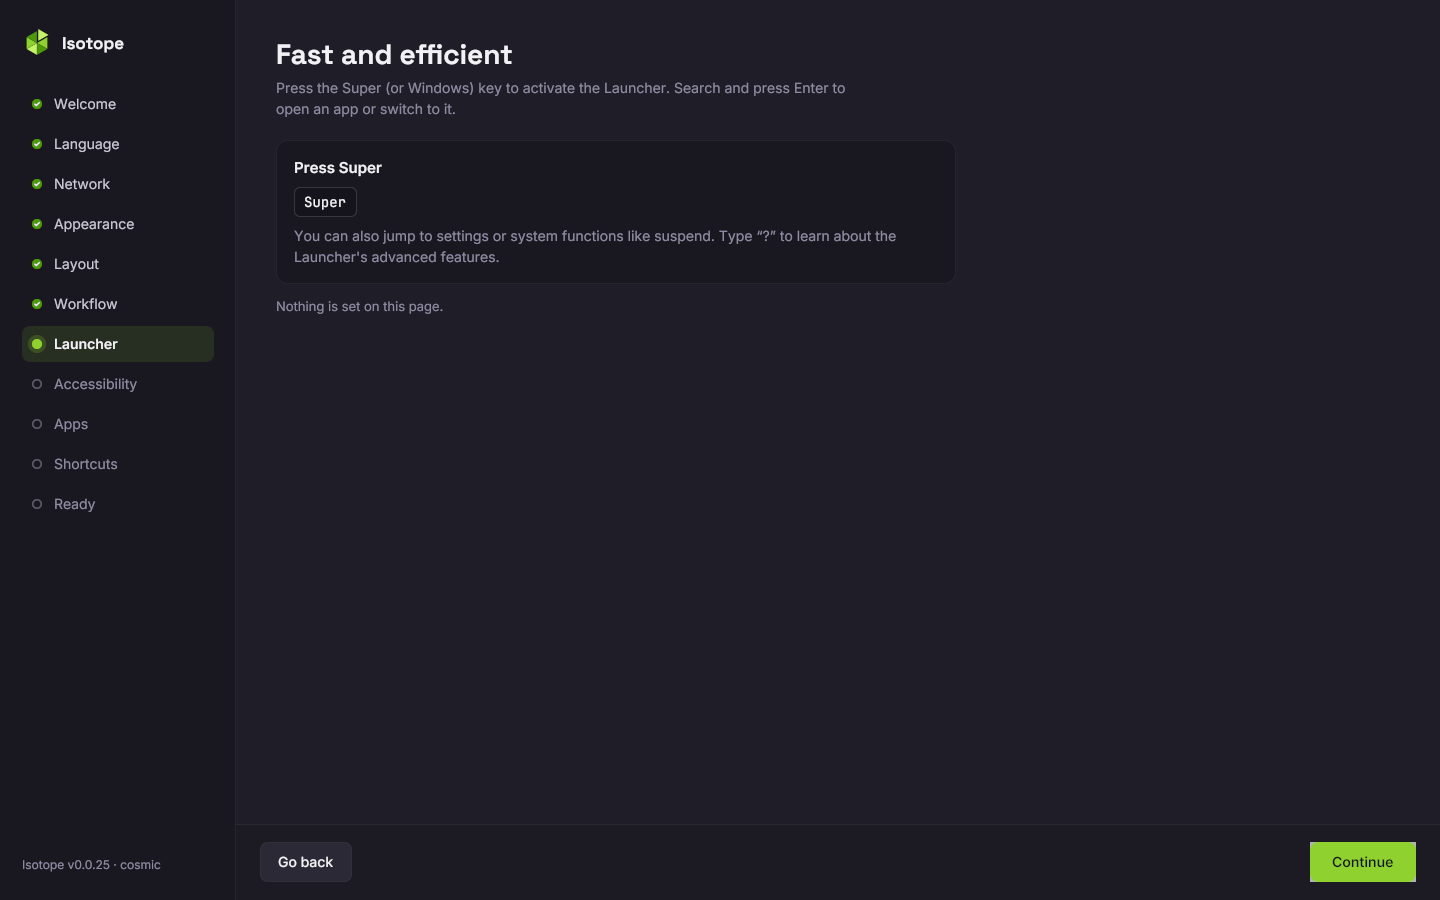 Isotope
Welcome
Language
Network
Appearance
Layout
Workflow
Launcher
Accessibility
Apps
Shortcuts
Ready
Isotope v0.0.25 · cosmic
Fast and efficient
Press the Super (or Windows) key to activate the Launcher. Search and press Enter to
open an app or switch to it.
Press Super
Super
You can also jump to settings or system functions like suspend. Type “?” to learn about the
Launcher's advanced features.
Nothing is set on this page.
Go back
Continue